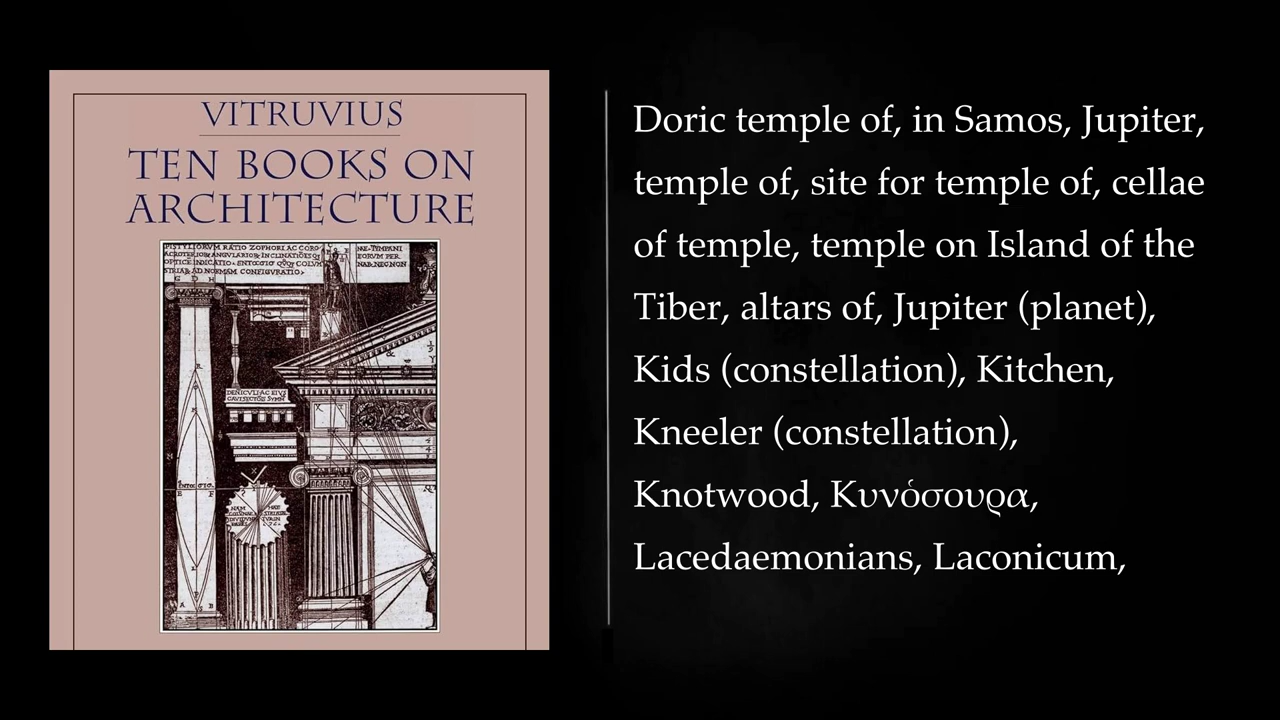 VITRUVIUS
TEN BOOKS ON
ARCHITECTURE
Doric temple of, in Samos, Jupiter,
temple of, site for temple of, cellae
of temple, temple on Island of the
Tiber, altars of, Jupiter (planet),
Kids (constellation), Kitchen,
Kneeler (constellation),
Knotwood, Κυνόσουρα,
Lacedaemonians, Laconicum,